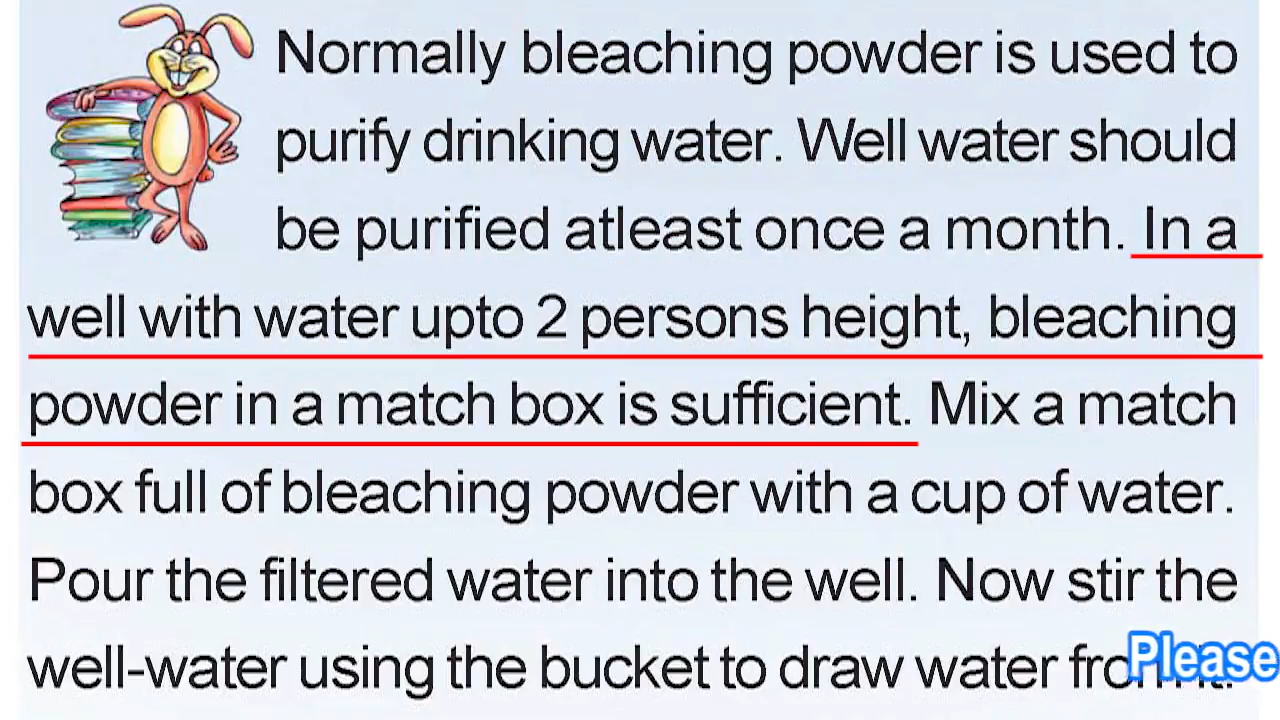 Normally bleaching powder is used to
purify drinking water. Well water should
be purified atleast once a month. In a
well with water upto 2 persons height, bleaching
powder in a match box is sufficient. Mix a match
box full of bleaching powder with a cup of water.
Pour the filtered water into the well. Now stir the
well-water using the bucket to draw water from it.
Please